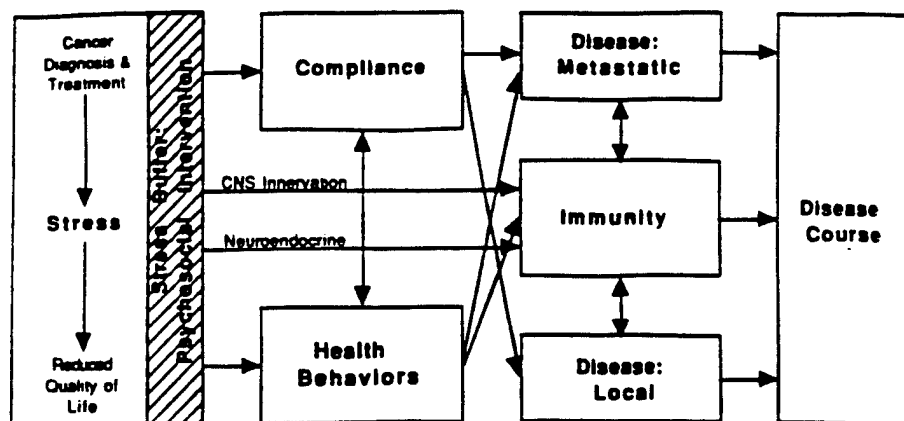 Cancer
Diagnosis &
Treatment
Stress
Reduced
Quality of
Life
Stress Buffer:
Psychosocial Intervention
Compliance
CNS Innervation
Neuroendocrine
Health
Behaviors
Disease:
Metastatic
Immunity
Disease:
Local
Disease
Course